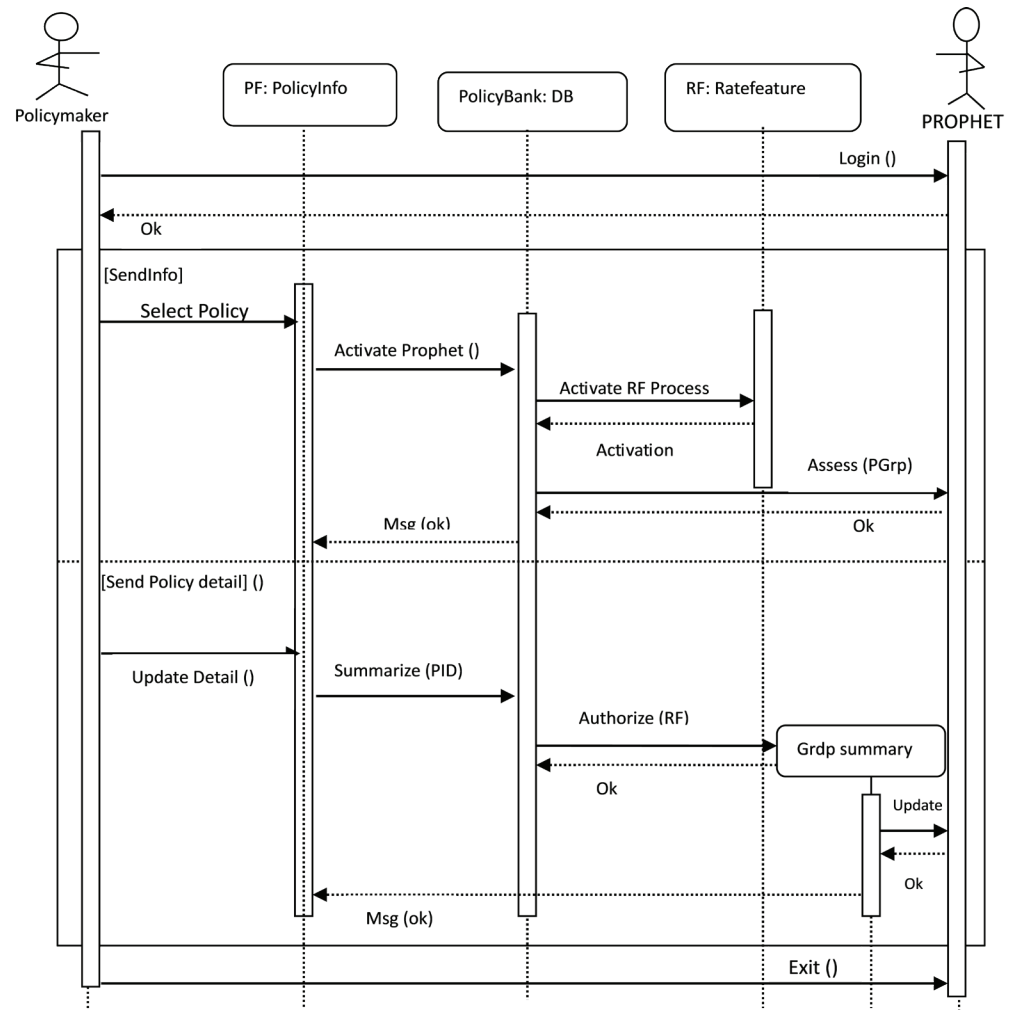 Policymaker
PF: PolicyInfo
PolicyBank: DB
RF: Ratefeature
PROPHET
Login ()
Ok
[SendInfo]
Select Policy
Activate Prophet ()
Activate RF Process
Activation
Assess (PGrp)
Ok
Msg (ok)
[Send Policy detail] ()
Update Detail ()
Summarize (PID)
Authorize (RF)
Grdp summary
Ok
Update
Ok
Msg (ok)
Exit ()